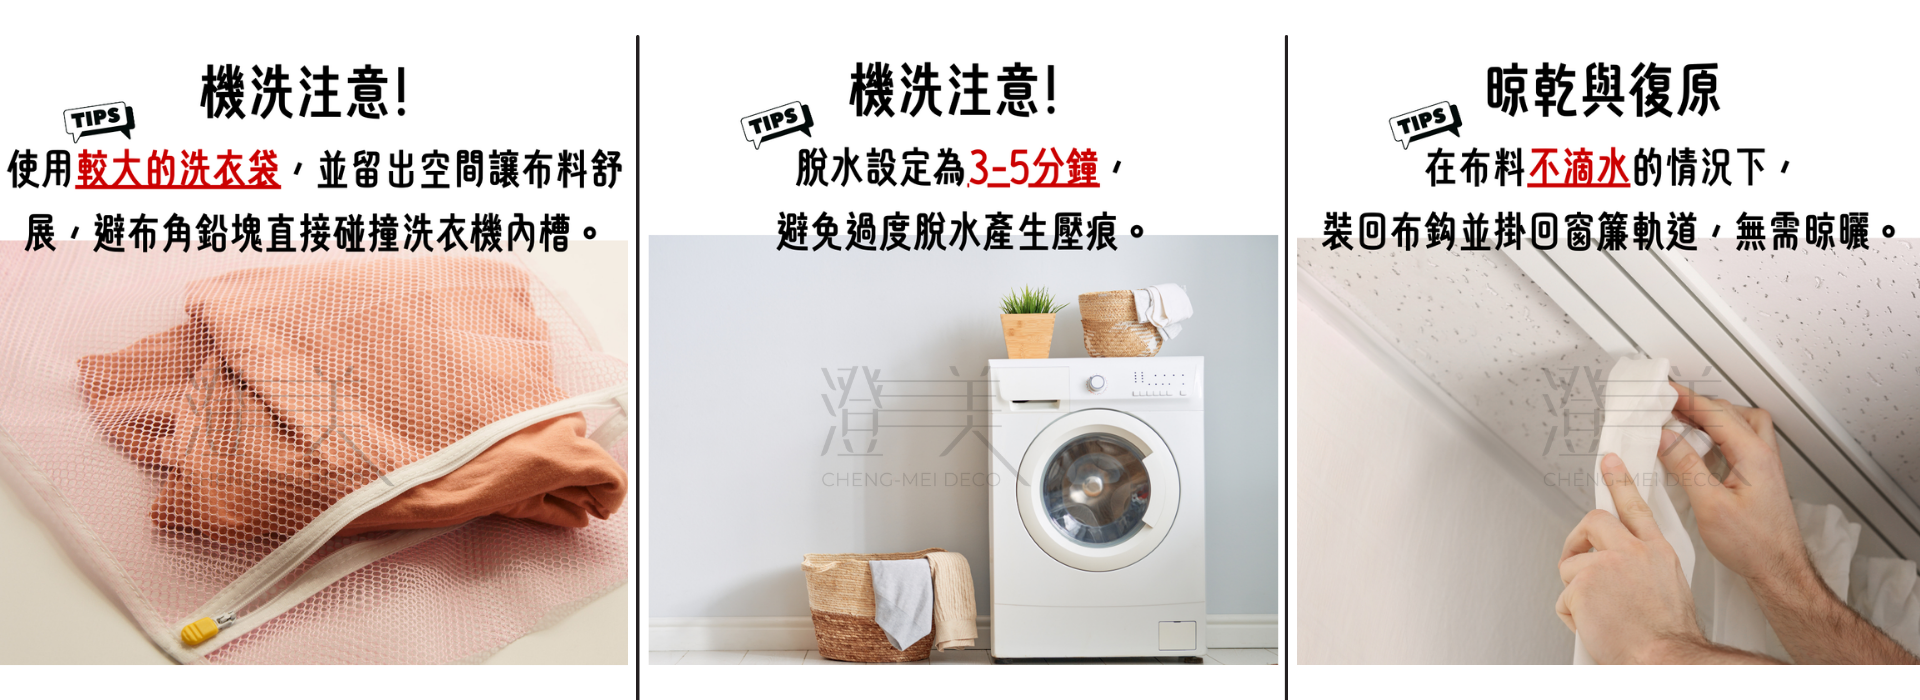 機洗注意!
TIPS
使用較大的洗衣袋，並留出空間讓布料舒
展，避布角鉛塊直接碰撞洗衣機內槽。
澄美
機洗注意!
TIPS
脫水設定為3-5分鐘，
避免過度脫水產生壓痕。
澄美
CHENG-MEI DECO
晾乾與復原
TIPS
在布料不滴水的情況下，
裝回布鈎並掛回窗簾軌道，無需晾曬。
澄美
CHENG-MEI DECO